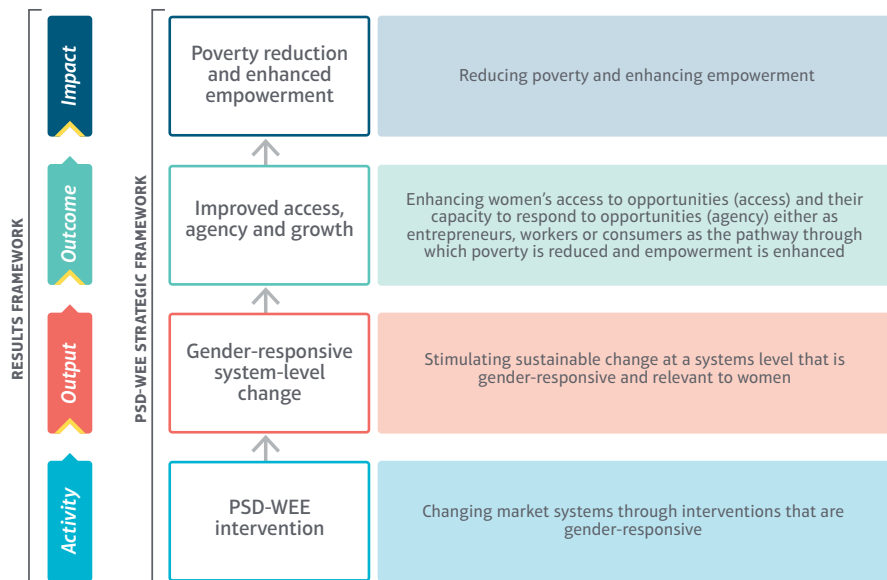 RESULTS FRAMEWORK
PSD-WEE STRATEGIC FRAMEWORK
Impact
Poverty reduction
and enhanced
empowerment
Reducing poverty and enhancing empowerment
Outcome
Improved access,
agency and growth
Enhancing women’s access to opportunities (access) and their
capacity to respond to opportunities (agency) either as
entrepreneurs, workers or consumers as the pathway through
which poverty is reduced and empowerment is enhanced
Output
Gender-responsive
system-level
change
Stimulating sustainable change at a systems level that is
gender-responsive and relevant to women
Activity
PSD-WEE
intervention
Changing market systems through interventions that are
gender-responsive